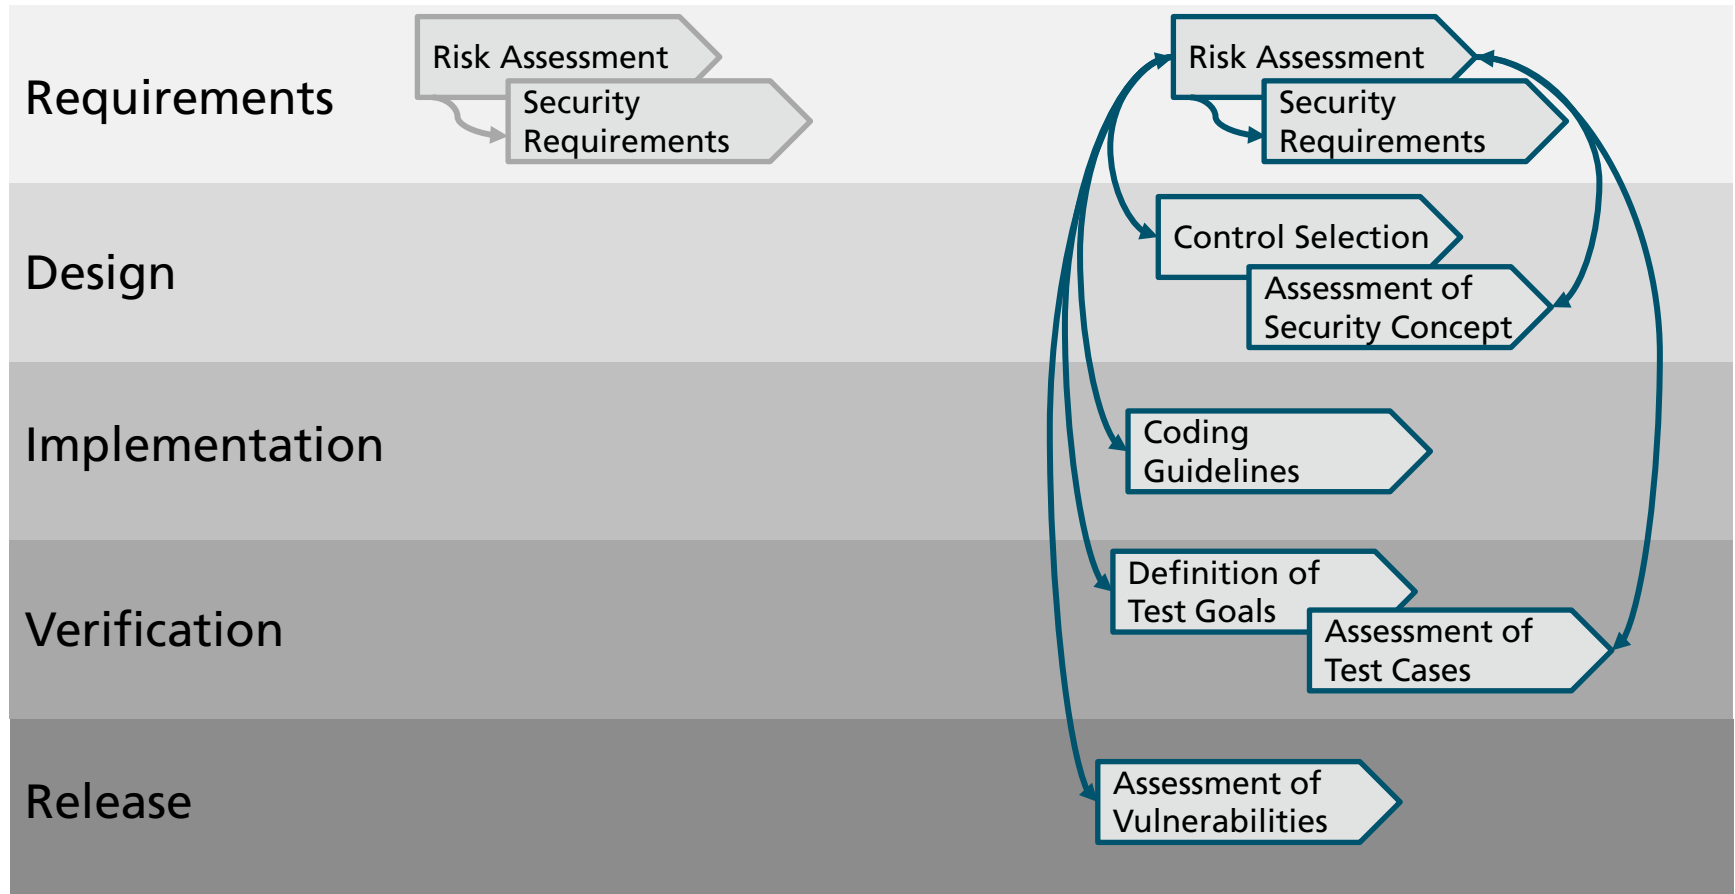 Requirements
Risk Assessment
Security
Requirements
Risk Assessment
Security
Requirements
Design
Control Selection
Assessment of
Security Concept
Implementation
Coding
Guidelines
Verification
Definition of
Test Goals
Assessment of
Test Cases
Release
Assessment of
Vulnerabilities